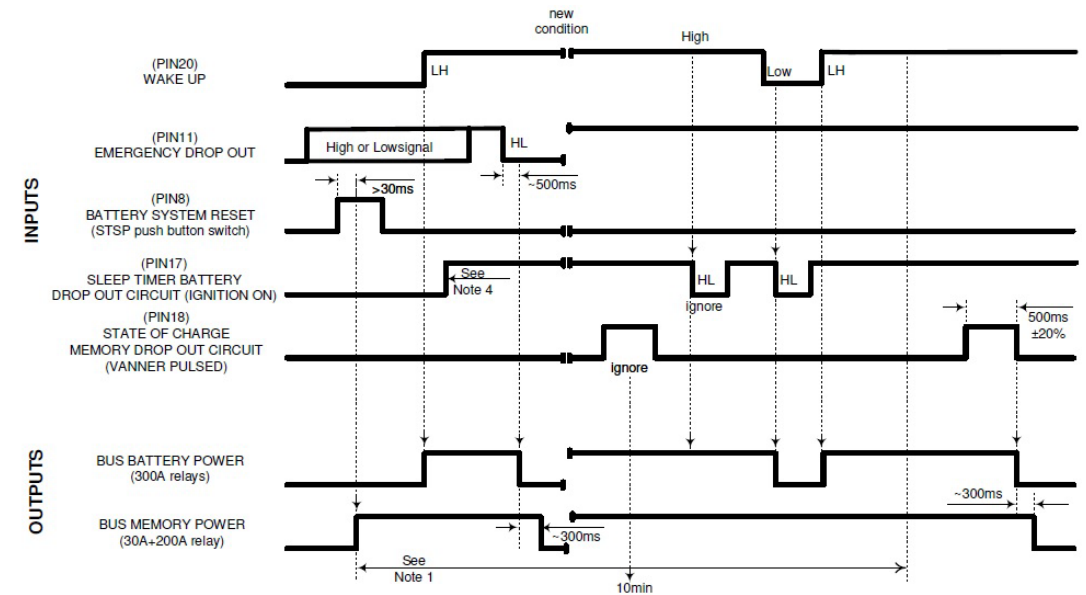 new
condition
High
(PIN20)
WAKE UP
LH
Low
LH
(PIN11)
EMERGENCY DROP OUT
High or Lowsignal
HL
~500ms
>30ms
INPUTS
(PIN8)
BATTERY SYSTEM RESET
(STSP push button switch)
(PIN17)
SLEEP TIMER BATTERY
DROP OUT CIRCUIT (IGNITION ON)
See
Note 4
HL
ignore
HL
(PIN18)
STATE OF CHARGE
MEMORY DROP OUT CIRCUIT
(VANNER PULSED)
ignore
500ms
±20%
OUTPUTS
BUS BATTERY POWER
(300A relays)
~300ms
BUS MEMORY POWER
(30A+200A relay)
~300ms
See
Note 1
10min